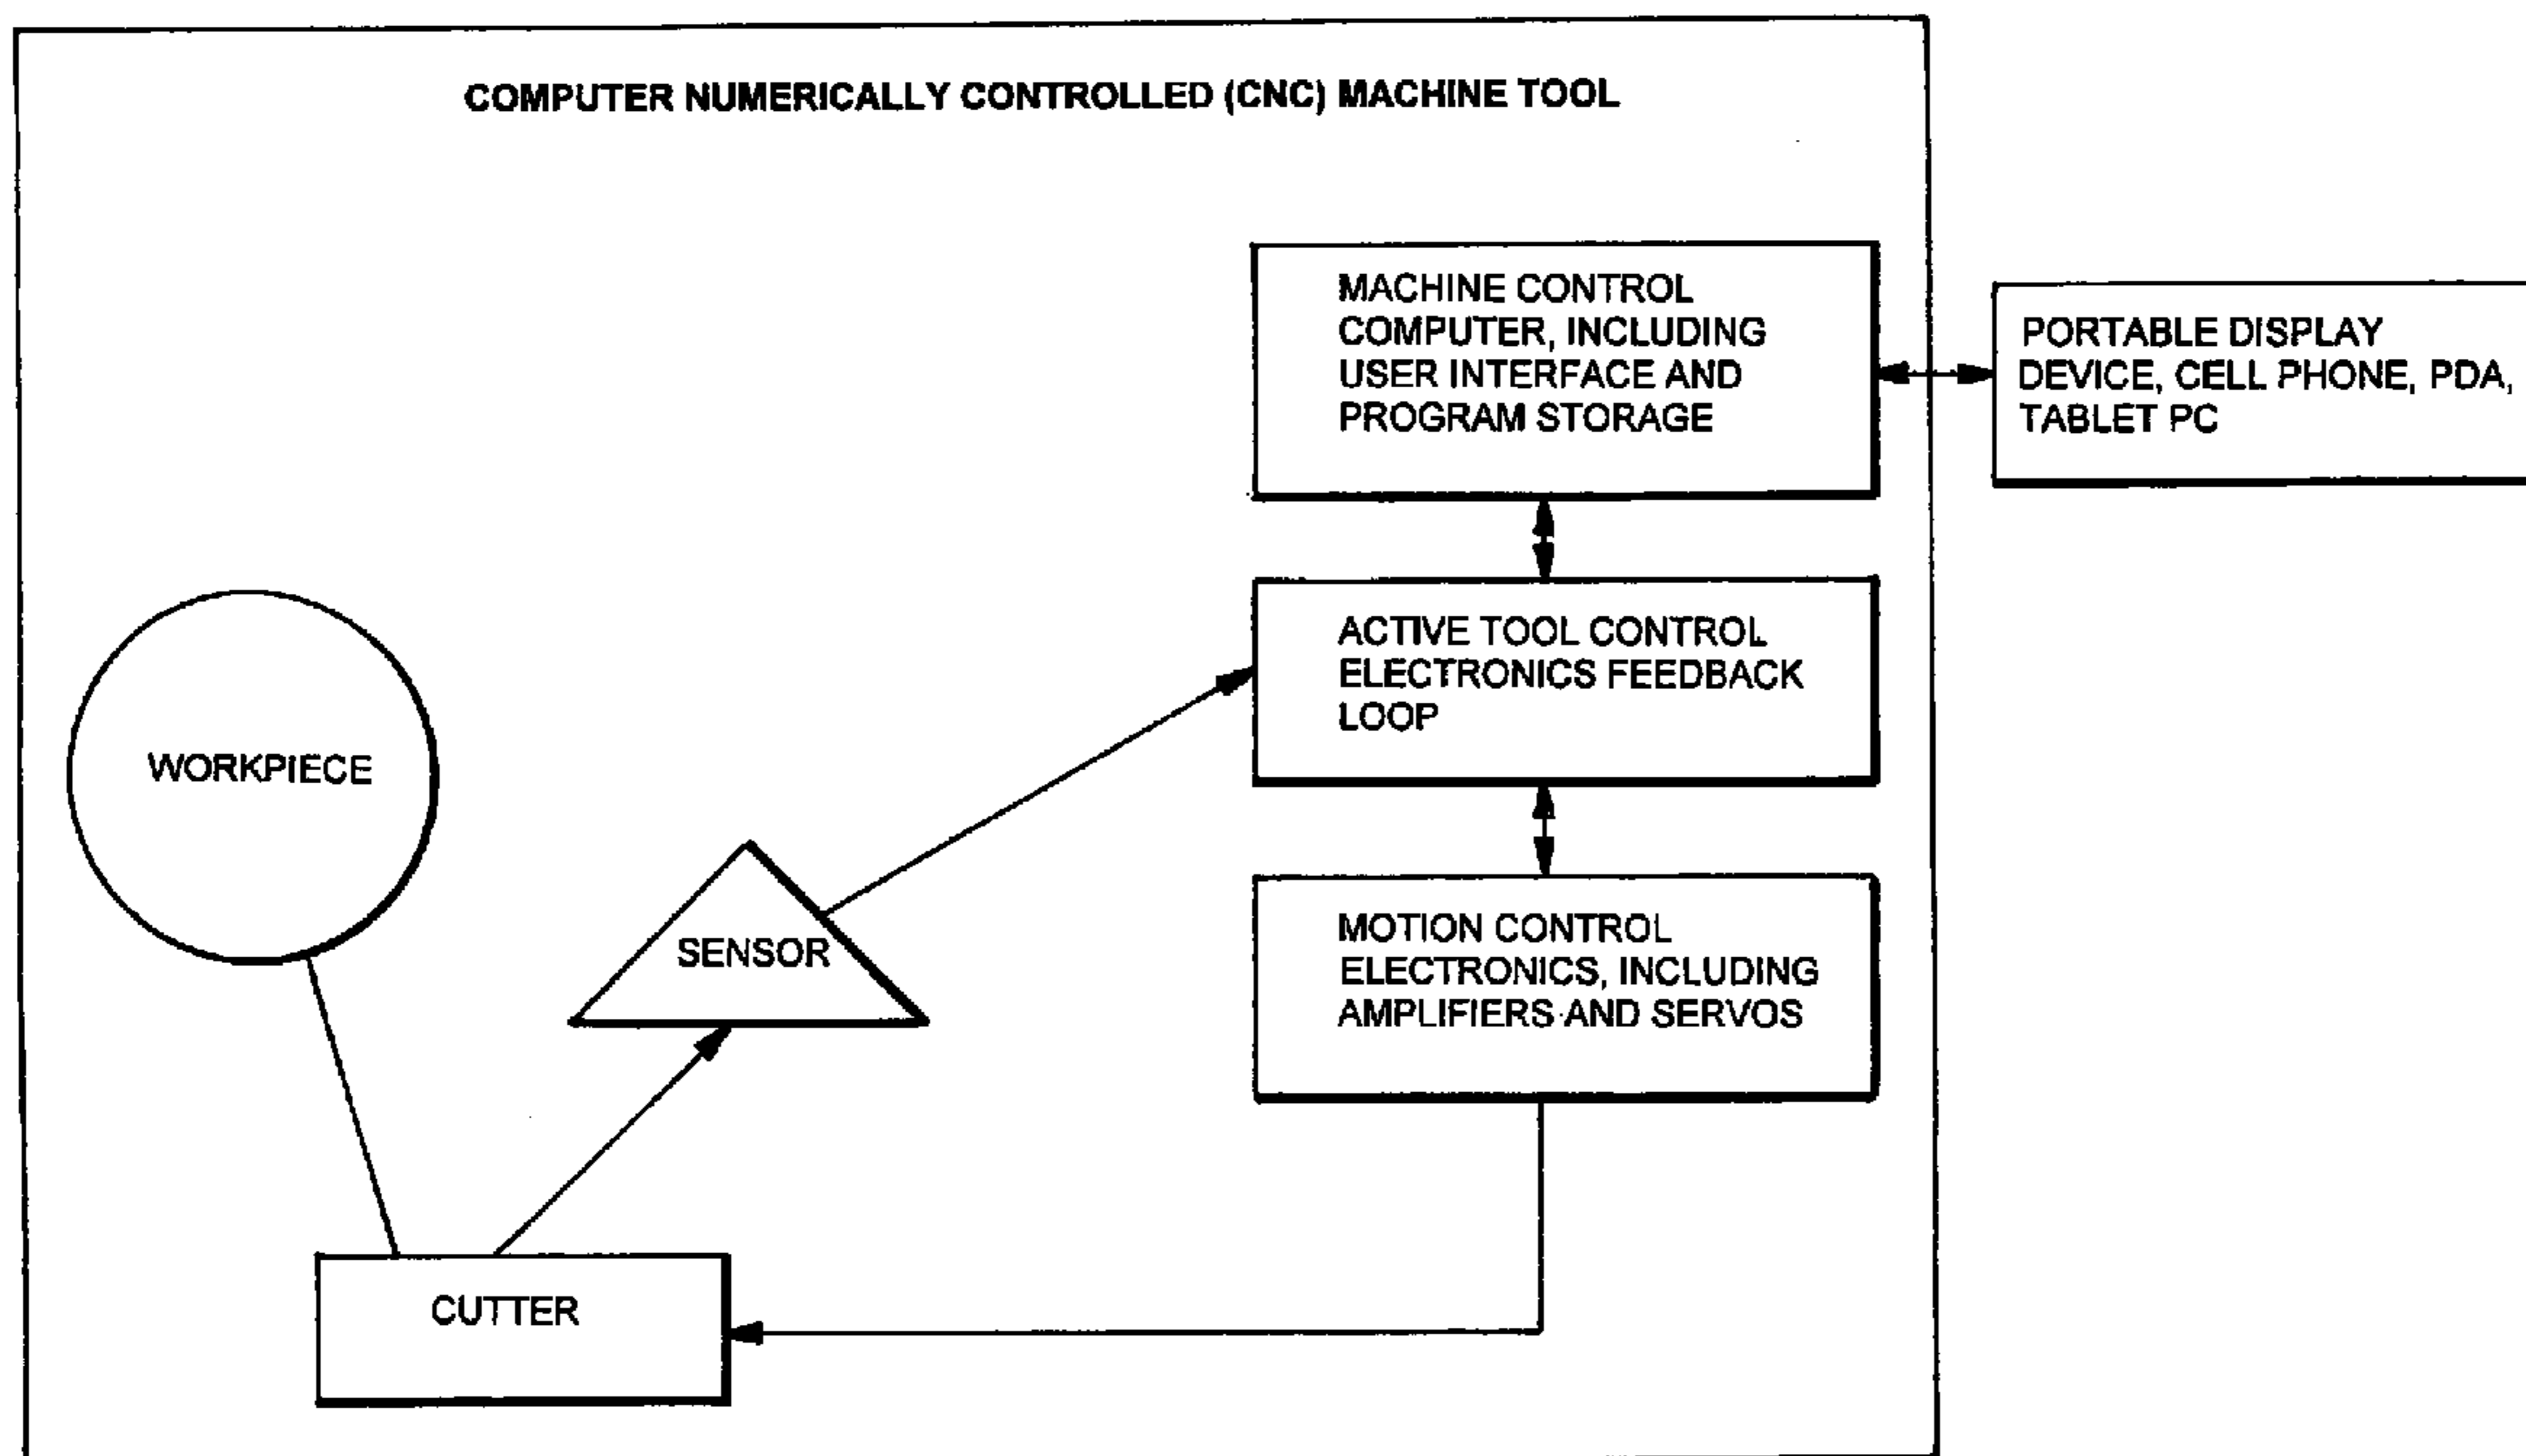 COMPUTER NUMERICALLY CONTROLLED (CNC) MACHINE TOOL
MACHINE CONTROL
COMPUTER, INCLUDING
USER INTERFACE AND
PROGRAM STORAGE
PORTABLE DISPLAY
DEVICE, CELL PHONE, PDA,
TABLET PC
ACTIVE TOOL CONTROL
ELECTRONICS FEEDBACK
LOOP
WORKPIECE
SENSOR
MOTION CONTROL
ELECTRONICS, INCLUDING
AMPLIFIERS AND SERVOS
CUTTER